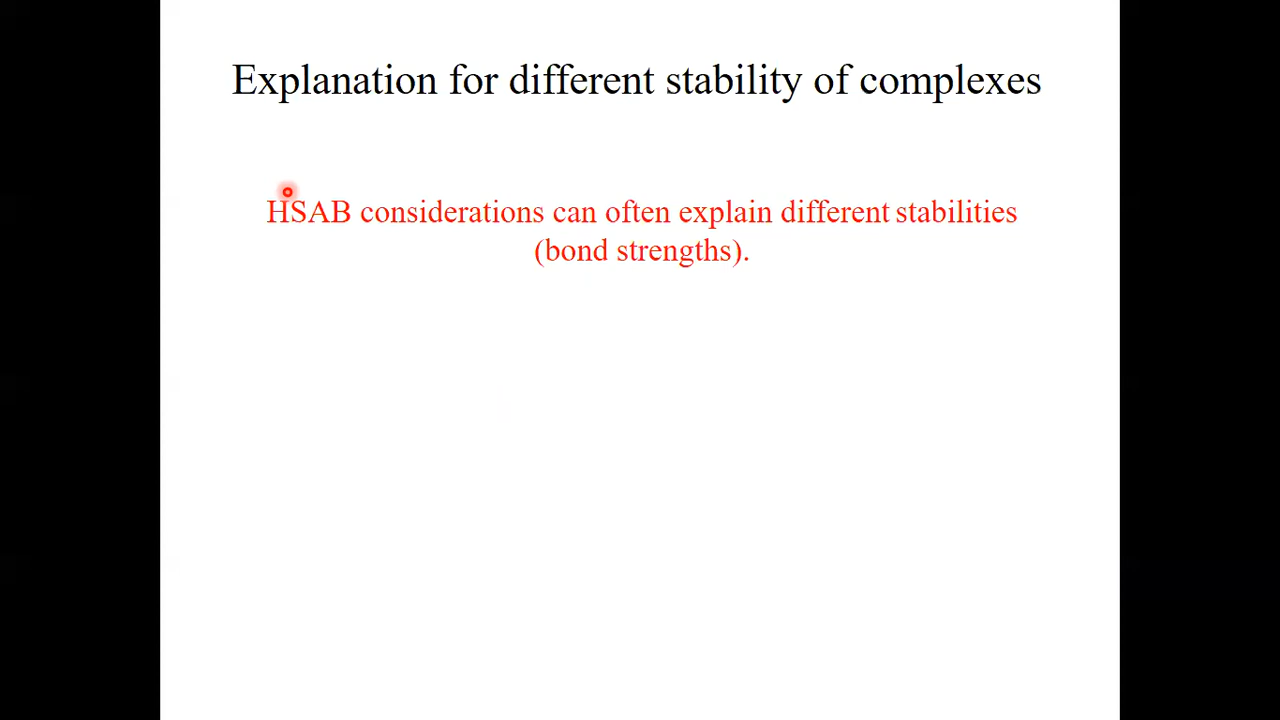 Explanation for different stability of complexes
HSAB considerations can often explain different stabilities
(bond strengths).